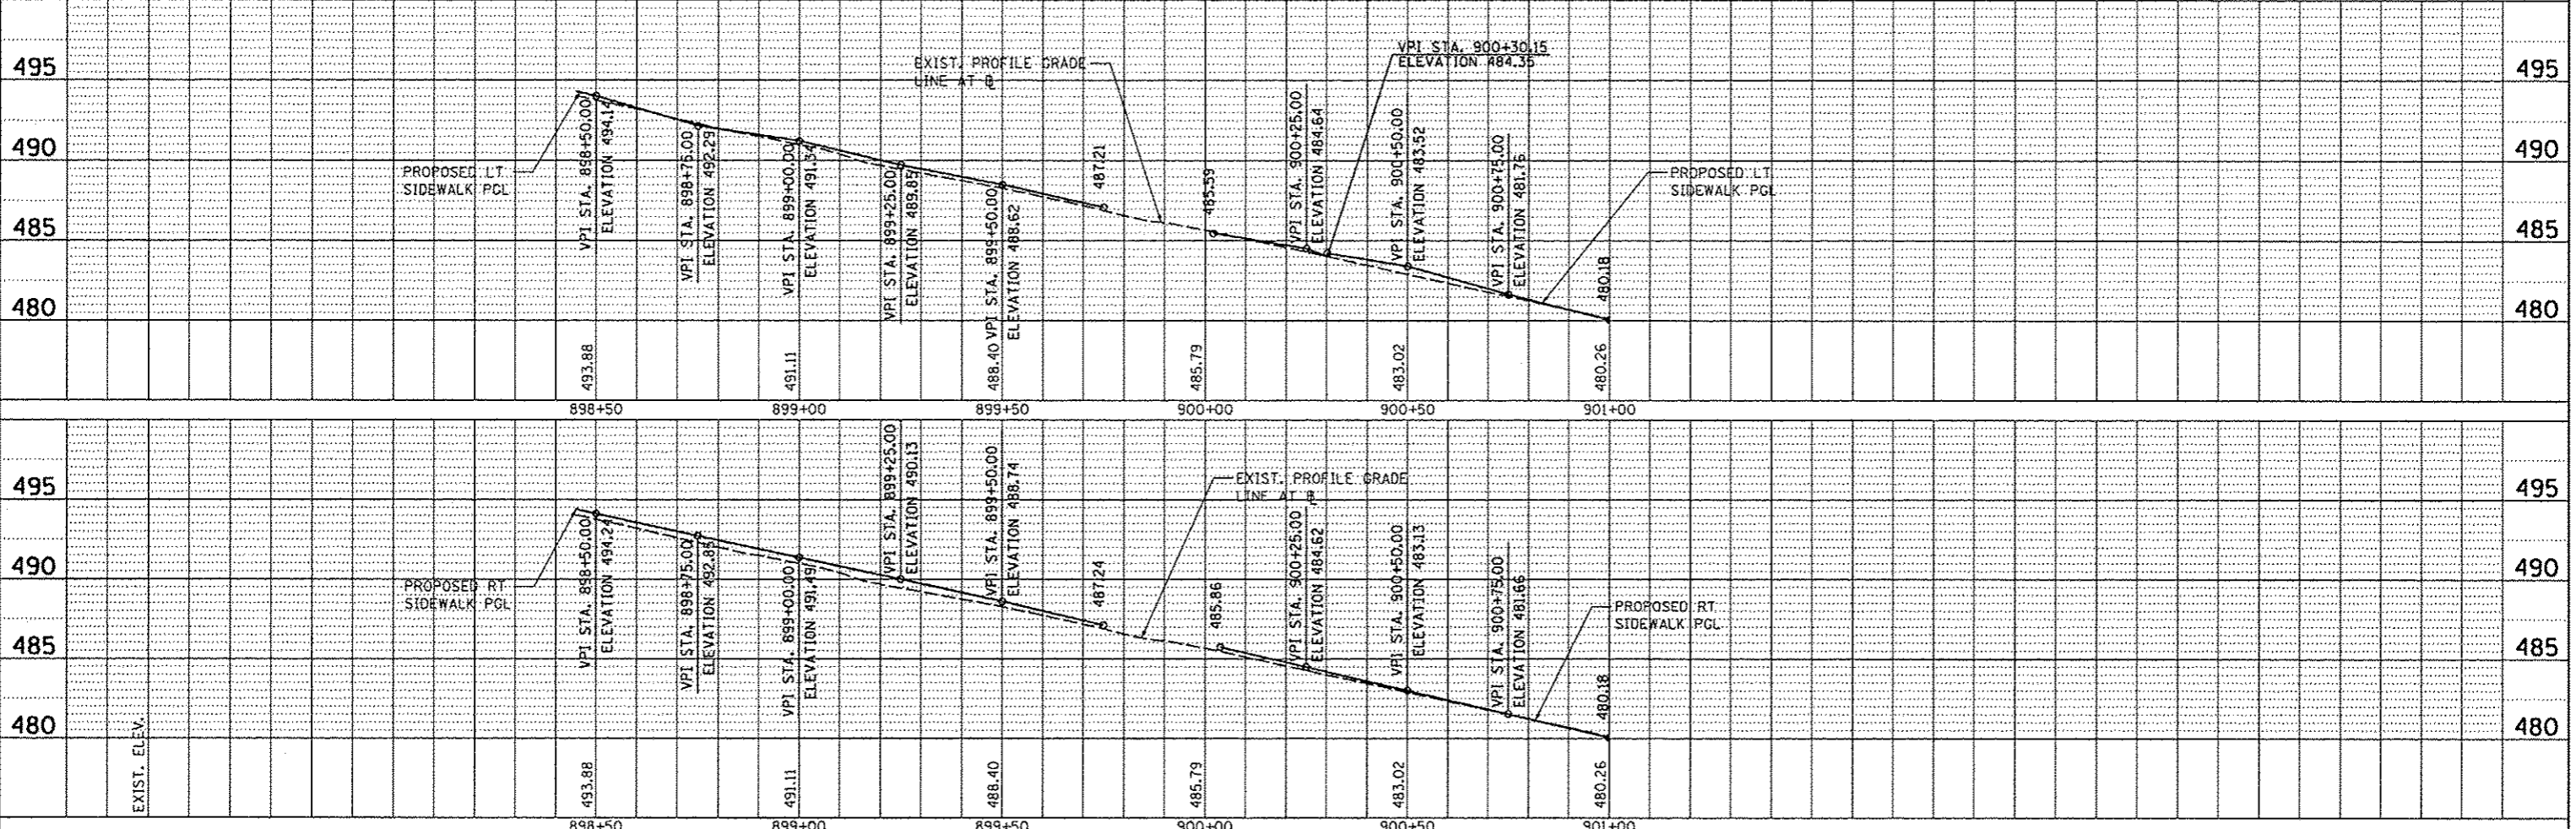 495
490
485
480
495
490
485
480
PROPOSED LT
SIDEWALK PGL
EXIST. PROFILE GRADE
LINE AT ℄
VPI STA. 900+30.15
ELEVATION 484.35
PROPOSED LT
SIDEWALK PGL
VPI STA. 898+50.00
ELEVATION 494.14
VPI STA. 898+75.00
ELEVATION 492.29
VPI STA. 899+00.00
ELEVATION 491.34
VPI STA. 899+25.00
ELEVATION 489.85
VPI STA. 899+50.00
ELEVATION 488.62
487.21
485.59
VPI STA. 900+25.00
ELEVATION 484.64
VPI STA. 900+50.00
ELEVATION 483.52
VPI STA. 900+75.00
ELEVATION 481.76
480.18
493.88
491.11
488.40
485.79
483.02
480.26
898+50
899+00
899+50
900+00
900+50
901+00
495
490
485
480
495
490
485
480
PROPOSED RT
SIDEWALK PGL
EXIST. PROFILE GRADE
LINE AT
PROPOSED RT
SIDEWALK PGL
VPI STA. 898+50.00
ELEVATION 494.24
VPI STA. 898+75.00
ELEVATION 492.85
VPI STA. 899+00.00
ELEVATION 491.49
VPI STA. 899+25.00
ELEVATION 490.13
VPI STA. 899+50.00
ELEVATION 488.74
487.24
485.86
VPI STA. 900+25.00
ELEVATION 484.62
VPI STA. 900+50.00
ELEVATION 483.13
VPI STA. 900+75.00
ELEVATION 481.66
480.18
EXIST. ELEV.
493.88
491.11
488.40
485.79
483.02
480.26
898+50
899+00
899+50
900+00
900+50
901+00